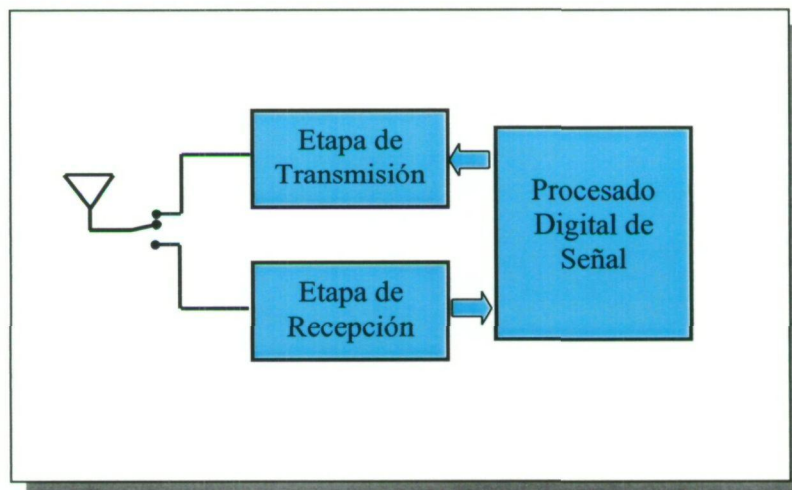 Etapa de
Transmisión
Procesado
Digital de
Señal
Etapa de
Recepción